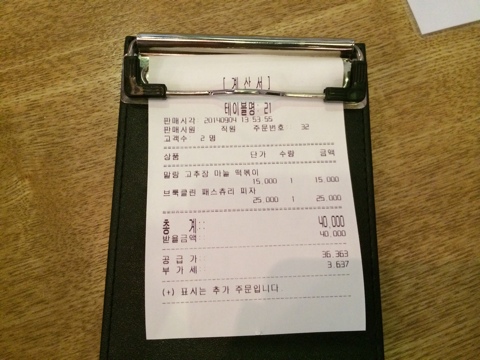 [ 계 산 서 ]
테이블명 21
판매시각 20140904 13 53 55
판매사원 직원 주문번호 32
고객수 2 명
상품 단가 수량 금액
말랑 고추장 마늘 떡볶이
15,000 1 15,000
브룩클린 패스츄리 피자
25,000 1 25,000
총 계 : 40,000
받을금액 40,000
공 급 가 36,363
부 가 세 3,637
(+) 표시는 추가 주문입니다